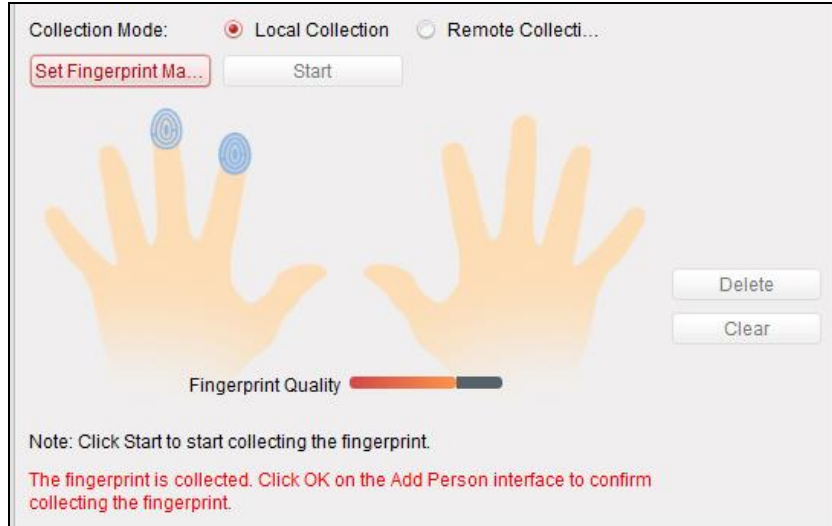 Collection Mode: Local Collection Remote Collecti...
Set Fingerprint Ma... Start
Delete
Clear
Fingerprint Quality
Note: Click Start to start collecting the fingerprint.
The fingerprint is collected. Click OK on the Add Person interface to confirm
collecting the fingerprint.